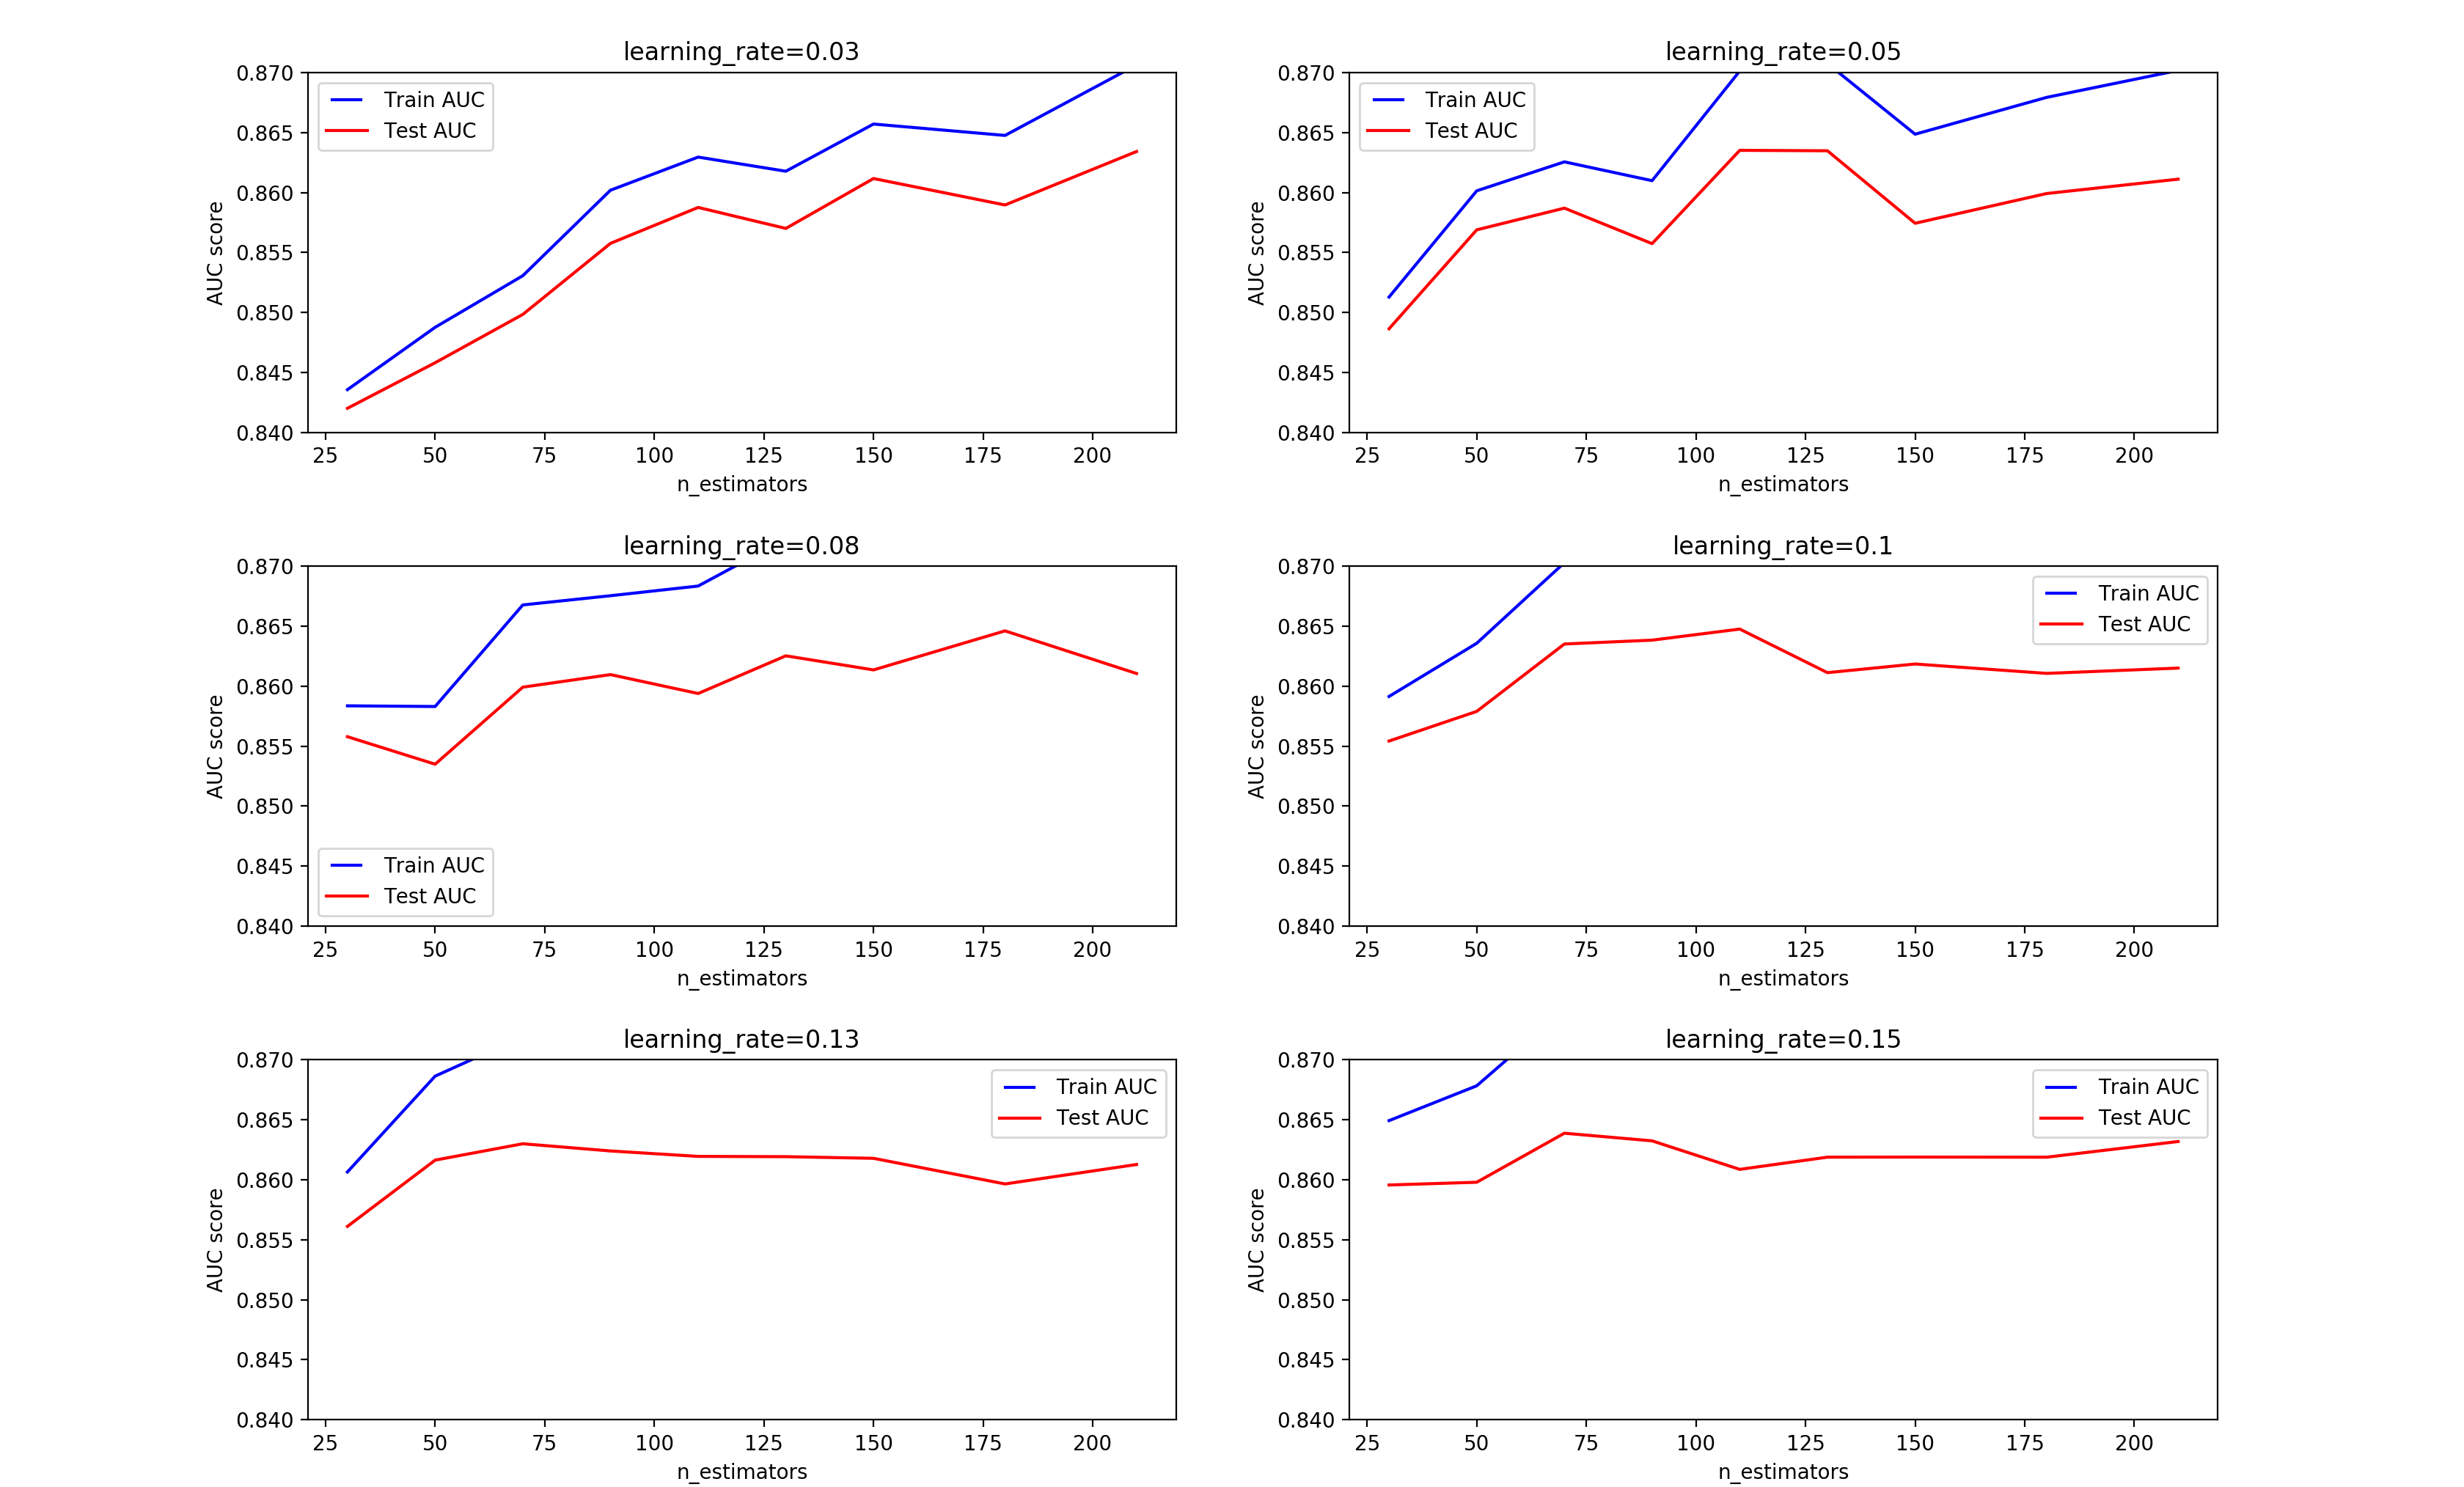 learning_rate=0.03
0.870
0.865
0.860
0.855
0.850
0.845
0.840
AUC score
Train AUC
Test AUC
25 50 75 100 125 150 175 200
n_estimators
learning_rate=0.05
0.870
0.865
0.860
0.855
0.850
0.845
0.840
AUC score
Train AUC
Test AUC
25 50 75 100 125 150 175 200
n_estimators
learning_rate=0.08
0.870
0.865
0.860
0.855
0.850
0.845
0.840
AUC score
Train AUC
Test AUC
25 50 75 100 125 150 175 200
n_estimators
learning_rate=0.1
0.870
0.865
0.860
0.855
0.850
0.845
0.840
AUC score
Train AUC
Test AUC
25 50 75 100 125 150 175 200
n_estimators
learning_rate=0.13
0.870
0.865
0.860
0.855
0.850
0.845
0.840
AUC score
Train AUC
Test AUC
25 50 75 100 125 150 175 200
n_estimators
learning_rate=0.15
0.870
0.865
0.860
0.855
0.850
0.845
0.840
AUC score
Train AUC
Test AUC
25 50 75 100 125 150 175 200
n_estimators